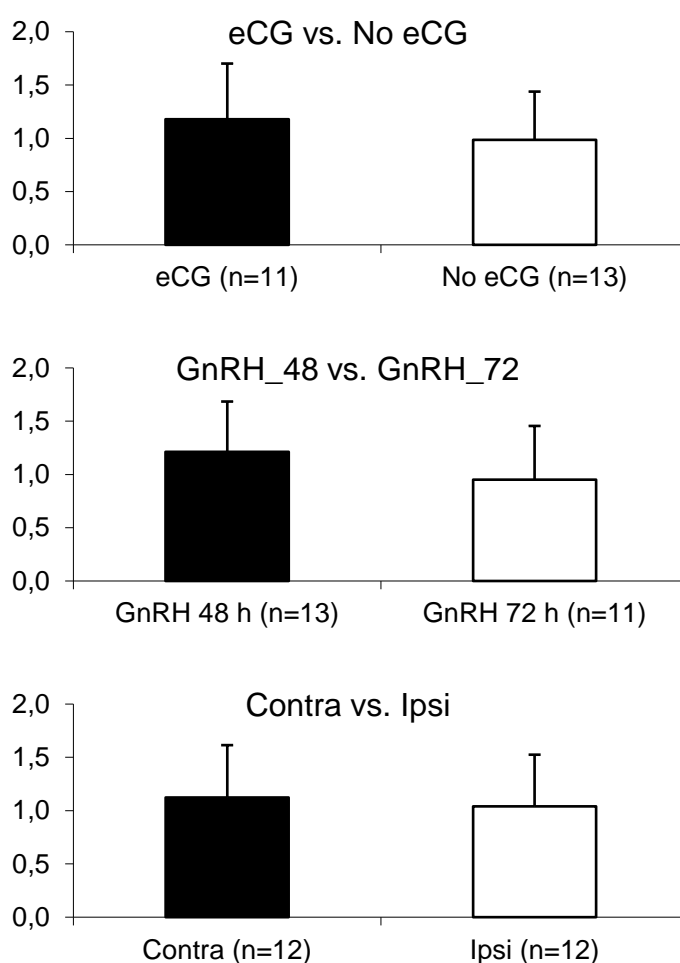 eCG vs. No eCG
2,0
1,5
1,0
0,5
0,0
eCG (n=11) No eCG (n=13)
GnRH_48 vs. GnRH_72
2,0
1,5
1,0
0,5
0,0
GnRH 48 h (n=13) GnRH 72 h (n=11)
Contra vs. Ipsi
2,0
1,5
1,0
0,5
0,0
Contra (n=12) Ipsi (n=12)